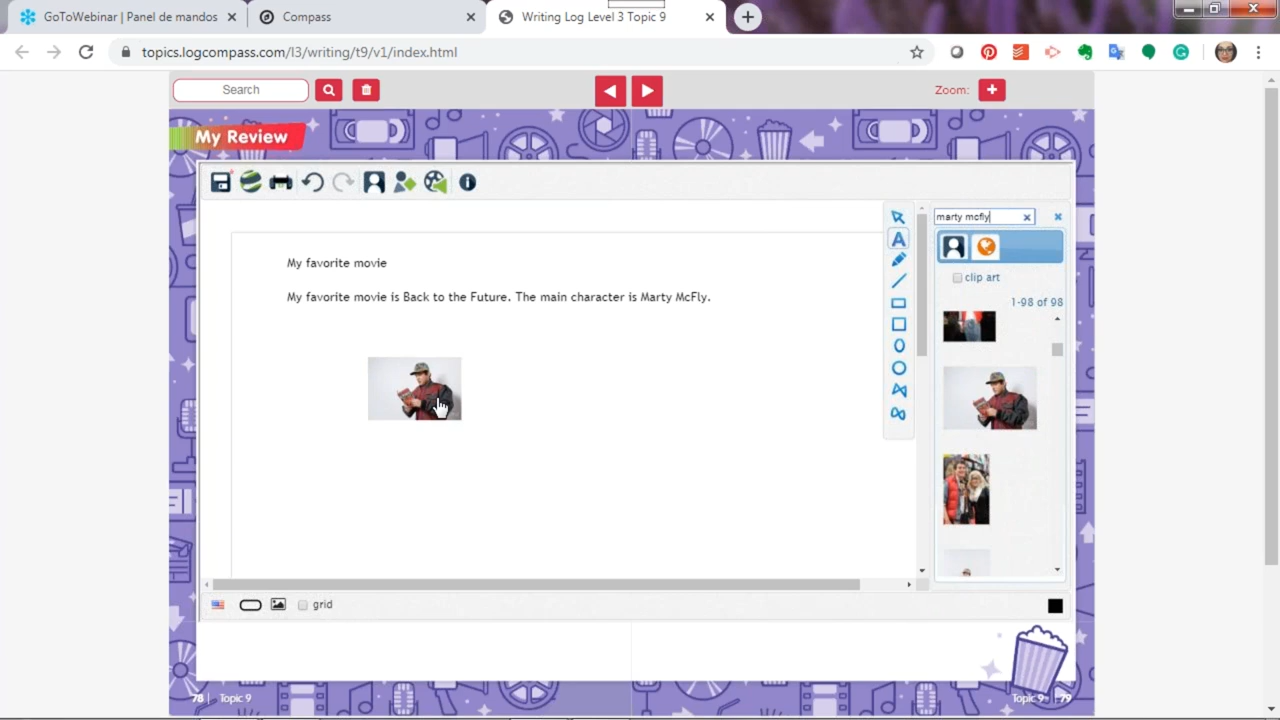 GoToWebinar | Panel de mandos
Compass
Writing Log Level 3 Topic 9
topics.logcompass.com/l3/writing/t9/v1/index.html
Search
Zoom:
My Review
marty mcfly
clip art
1-98 of 98
My favorite movie
My favorite movie is Back to the Future. The main character is Marty McFly.
grid
78 | Topic 9
Topic 9 | 79